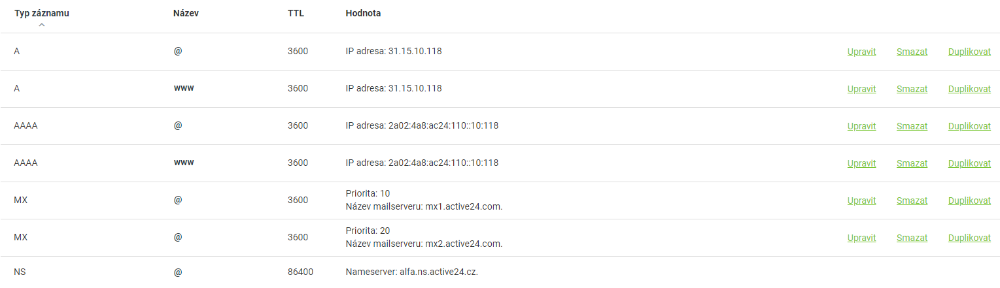 Typ záznamu Název TTL Hodnota
A @ 3600 IP adresa: 31.15.10.118 Upravit Smazat Duplikovat
A www 3600 IP adresa: 31.15.10.118 Upravit Smazat Duplikovat
AAAA @ 3600 IP adresa: 2a02:4a8:ac24:110::10:118 Upravit Smazat Duplikovat
AAAA www 3600 IP adresa: 2a02:4a8:ac24:110::10:118 Upravit Smazat Duplikovat
MX @ 3600 Priorita: 10
Název mailserveru: mx1.active24.com. Upravit Smazat Duplikovat
MX @ 3600 Priorita: 20
Název mailserveru: mx2.active24.com. Upravit Smazat Duplikovat
NS @ 86400 Nameserver: alfa.ns.active24.cz.